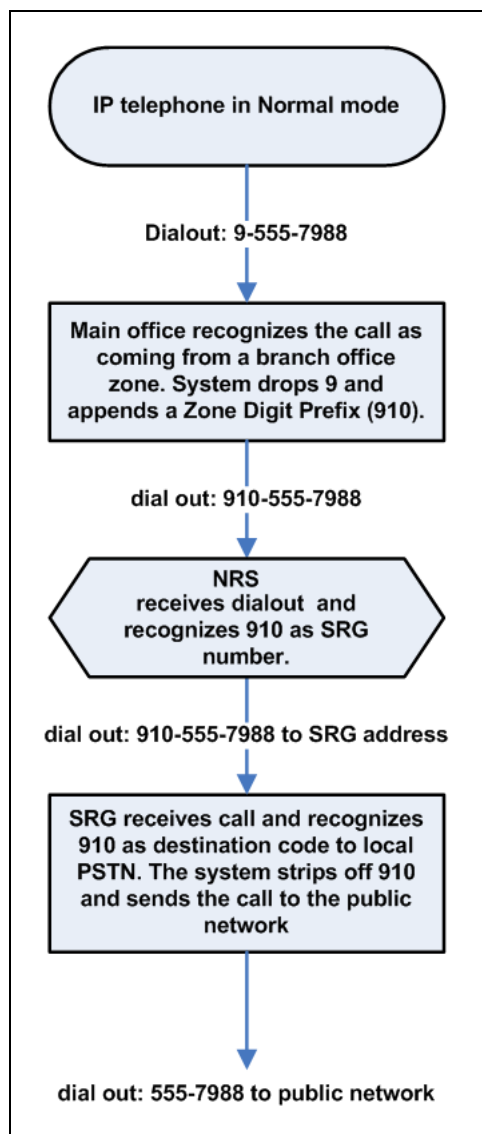 IP telephone in Normal mode
Dialout: 9-555-7988
Main office recognizes the call as
coming from a branch office
zone. System drops 9 and
appends a Zone Digit Prefix (910).
dial out: 910-555-7988
NRS
receives dialout and
recognizes 910 as SRG
number.
dial out: 910-555-7988 to SRG address
SRG receives call and recognizes
910 as destination code to local
PSTN. The system strips off 910
and sends the call to the public
network
dial out: 555-7988 to public network